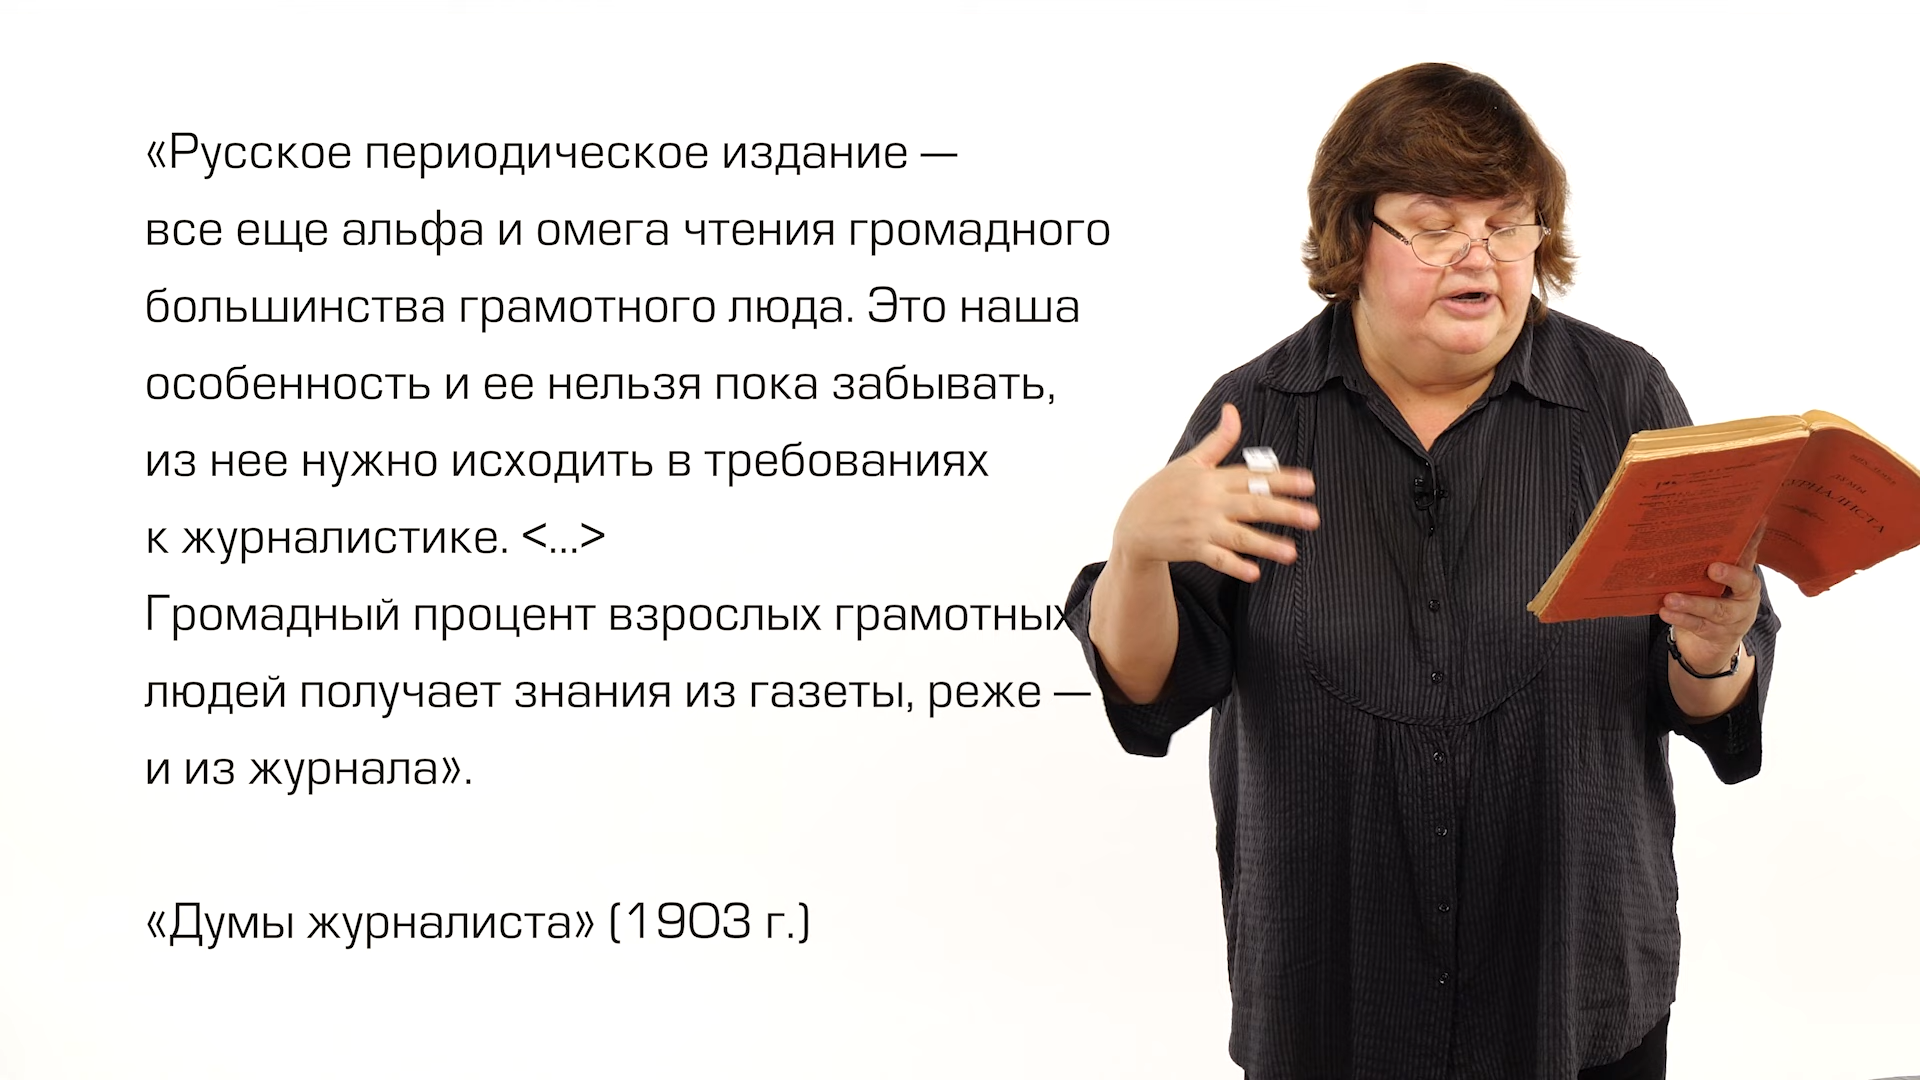 «Русское периодическое издание —
все еще альфа и омега чтения громадного
большинства грамотного люда. Это наша
особенность и ее нельзя пока забывать,
из нее нужно исходить в требованиях
к журналистике. <...>
Громадный процент взрослых грамотных
людей получает знания из газеты, реже —
и из журнала».
«Думы журналиста» (1903 г.)
ДУМЫ